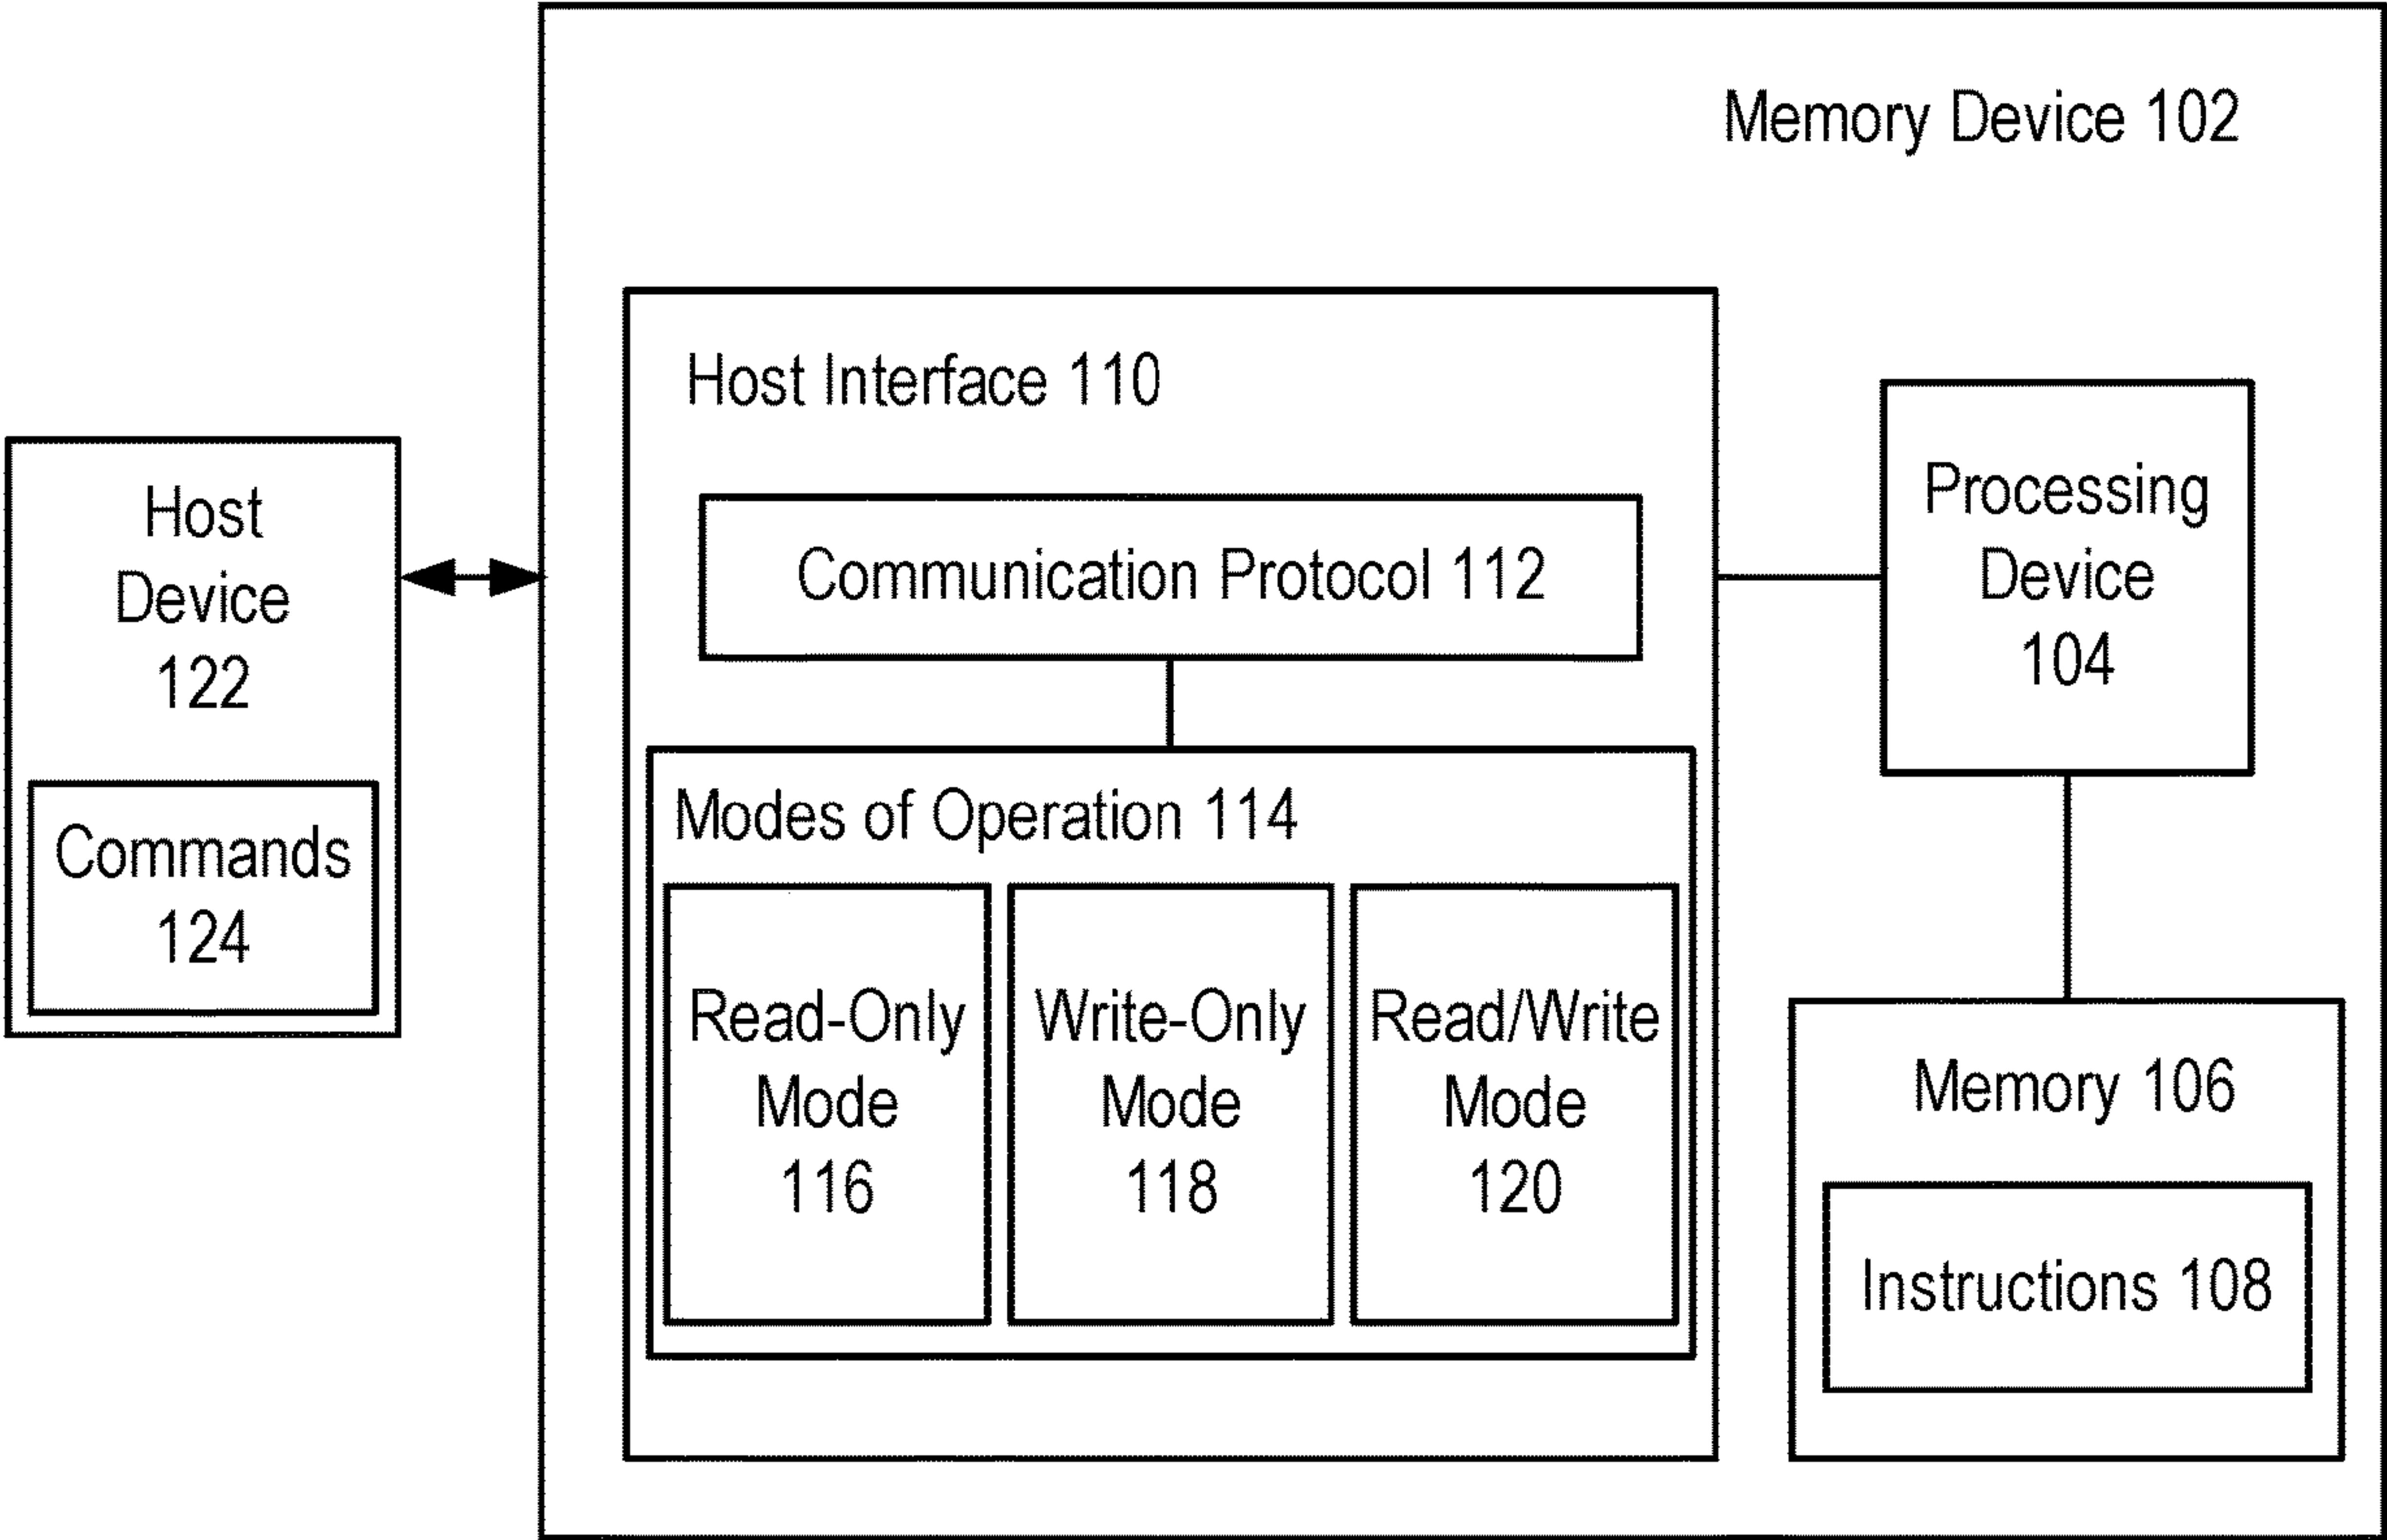 Memory Device 102
Host Interface 110
Communication Protocol 112
Modes of Operation 114
Read-Only
Mode
116
Write-Only
Mode
118
Read/Write
Mode
120
Host
Device
122
Commands
124
Processing
Device
104
Memory 106
Instructions 108